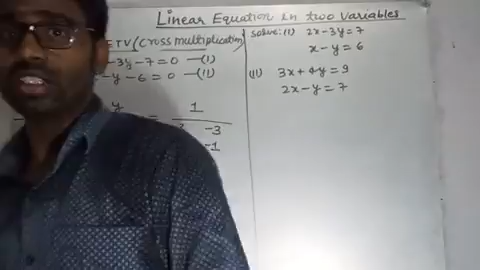 Linear Equation in two Variables
ETV (Cross multiplication)
-3y-7=0 —(I)
-y-6=0 —(II)
y
=
1
-3
-1
Solve: (I) 2x-3y=7
x-y=6
(II) 3x+4y=9
2x-y=7